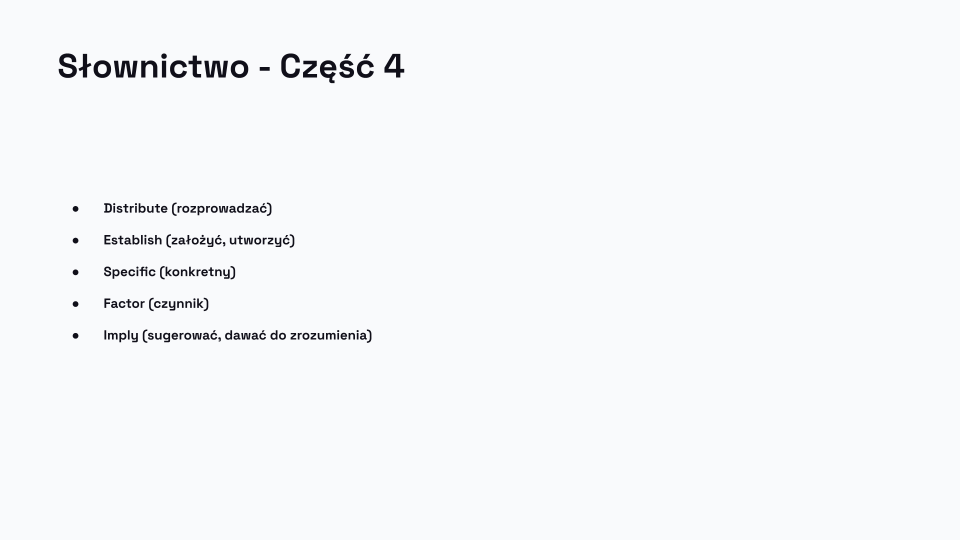 Słownictwo - Część 4
● Distribute (rozprowadzać)
● Establish (założyć, utworzyć)
● Specific (konkretny)
● Factor (czynnik)
● Imply (sugerować, dawać do zrozumienia)